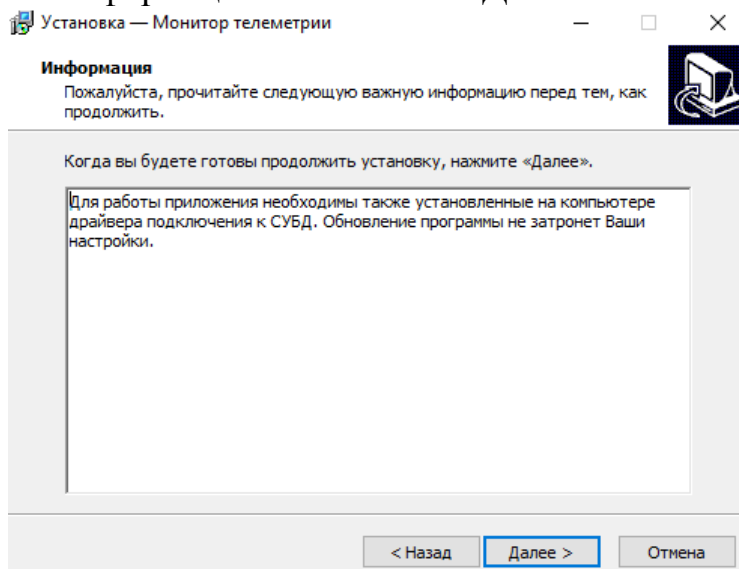 Установка — Монитор телеметрии
Информация
Пожалуйста, прочитайте следующую важную информацию перед тем, как
продолжить.
Когда вы будете готовы продолжить установку, нажмите «Далее».
Для работы приложения необходимы также установленные на компьютере
драйвера подключения к СУБД. Обновление программы не затронет Ваши
настройки.
< Назад Далее > Отмена